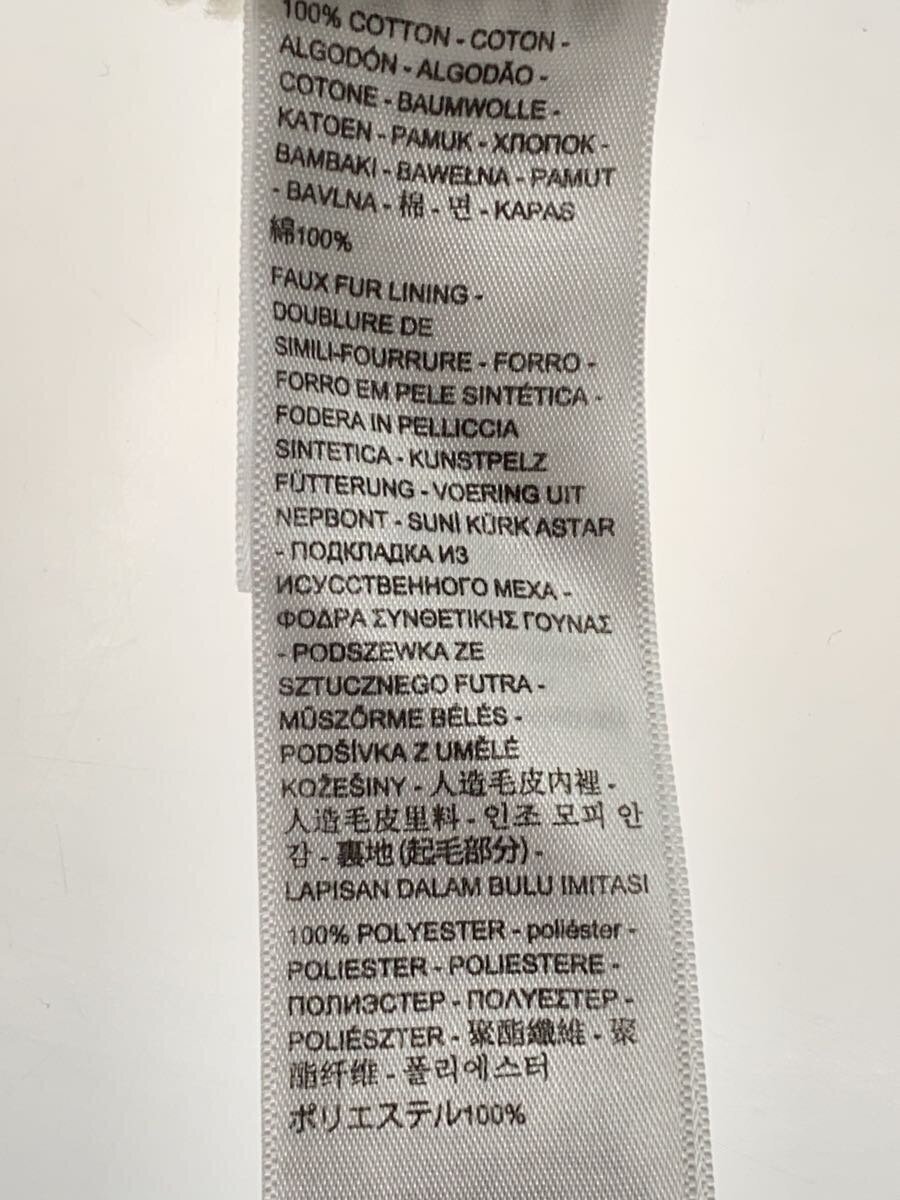 100% COTTON - COTON -
ALGODÓN - ALGODÃO -
COTONE - BAUMWOLLE -
KATOEN - PAMUK - ХЛОПОК -
BAMBAKI - BAWEŁNA - PAMUT
- BAVLNA - 棉 - 면 - KAPAS
綿100%
FAUX FUR LINING -
DOUBLURE DE
SIMILI-FOURRURE - FORRO -
FORRO EM PELE SINTÉTICA -
FODERA IN PELLICCIA
SINTETICA - KUNSTPELZ
FÜTTERUNG - VOERING UIT
NEPBONT - SUNİ KÜRK ASTAR
- ПОДКЛАДКА ИЗ
ИСУССТВЕННОГО МЕХА -
ΦΟΔΡΑ ΣΥΝΘΕΤΙΚΗΣ ΓΟΥΝΑΣ
- PODSZEWKA ZE
SZTUCZNEGO FUTRA -
MŰSZŐRME BÉLÉS -
PODŠÍVKA Z UMĚLÉ
KOŽEŠINY - 人造毛皮內裡 -
人造毛皮里料 - 인조 모피 안
감 - 裏地 (起毛部分) -
LAPISAN DALAM BULU IMITASI
100% POLYESTER - poliéster -
POLIESTER - POLIESTERE -
ПОЛИЭСТЕР - ΠΟΛΥΕΣΤΕΡ -
POLIÉSZTER - 聚酯纖維 - 聚
酯纤维 - 폴리에스터
ポリエステル100%